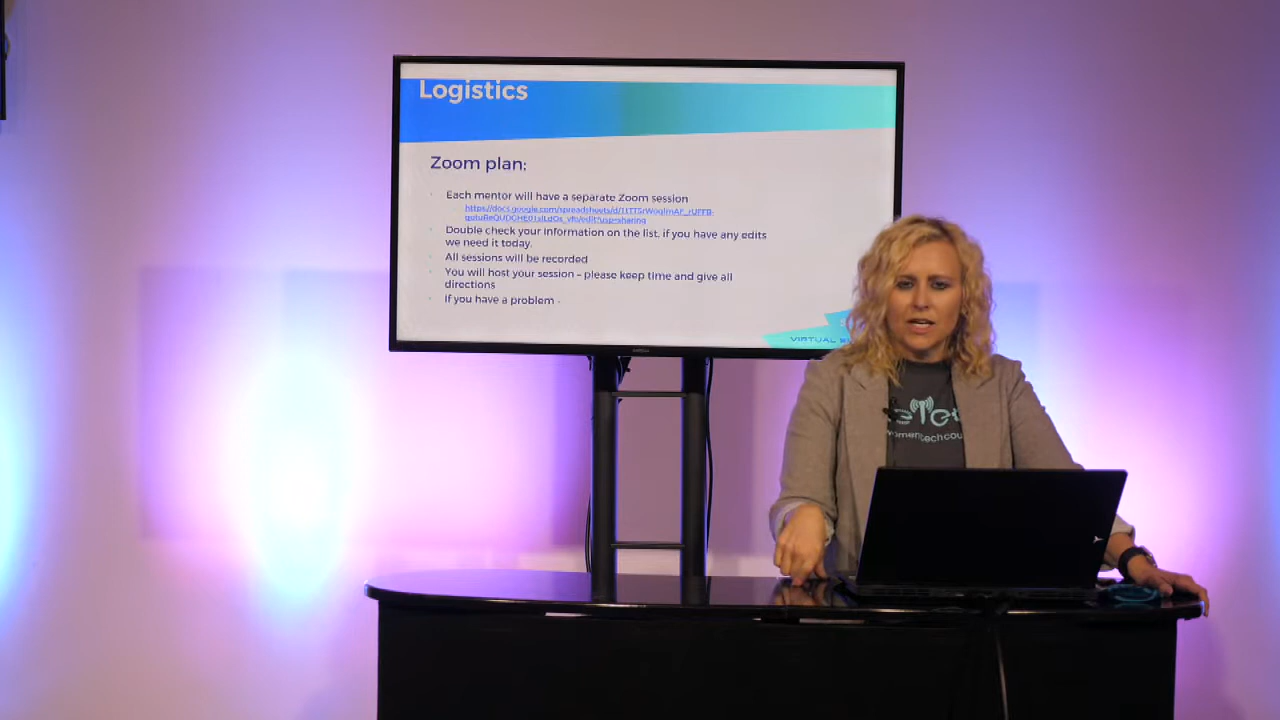 Logistics
Zoom plan:
Each mentor will have a separate Zoom session
Double check your information on the list, if you have any edits
we need it today.
All sessions will be recorded
You will host your session – please keep time and give all
directions
If you have a problem -
VIRTUAL